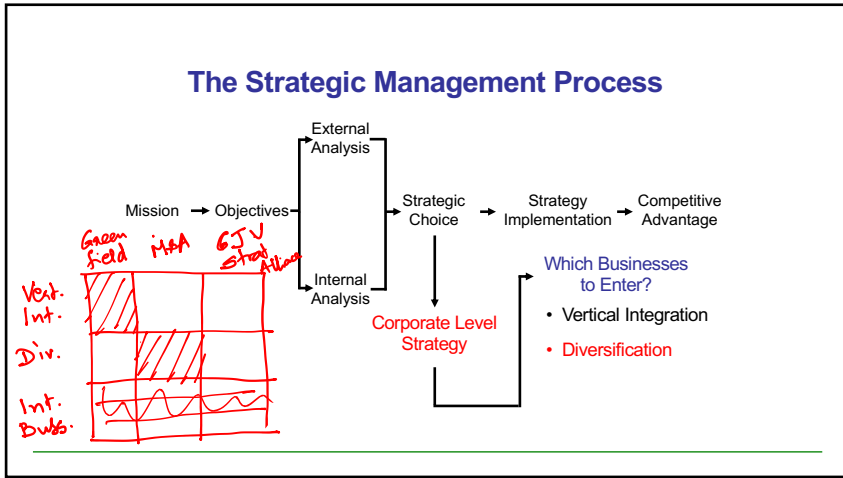 The Strategic Management Process
External
Analysis
Mission
Objectives
Strategic
Choice
Strategy
Implementation
Competitive
Advantage
Internal
Analysis
Corporate Level
Strategy
Which Businesses
to Enter?
• Vertical Integration
• Diversification
Green
field
M&A
JV
Strat
Alliance
Vert.
Int.
Div.
Int.
Buss.